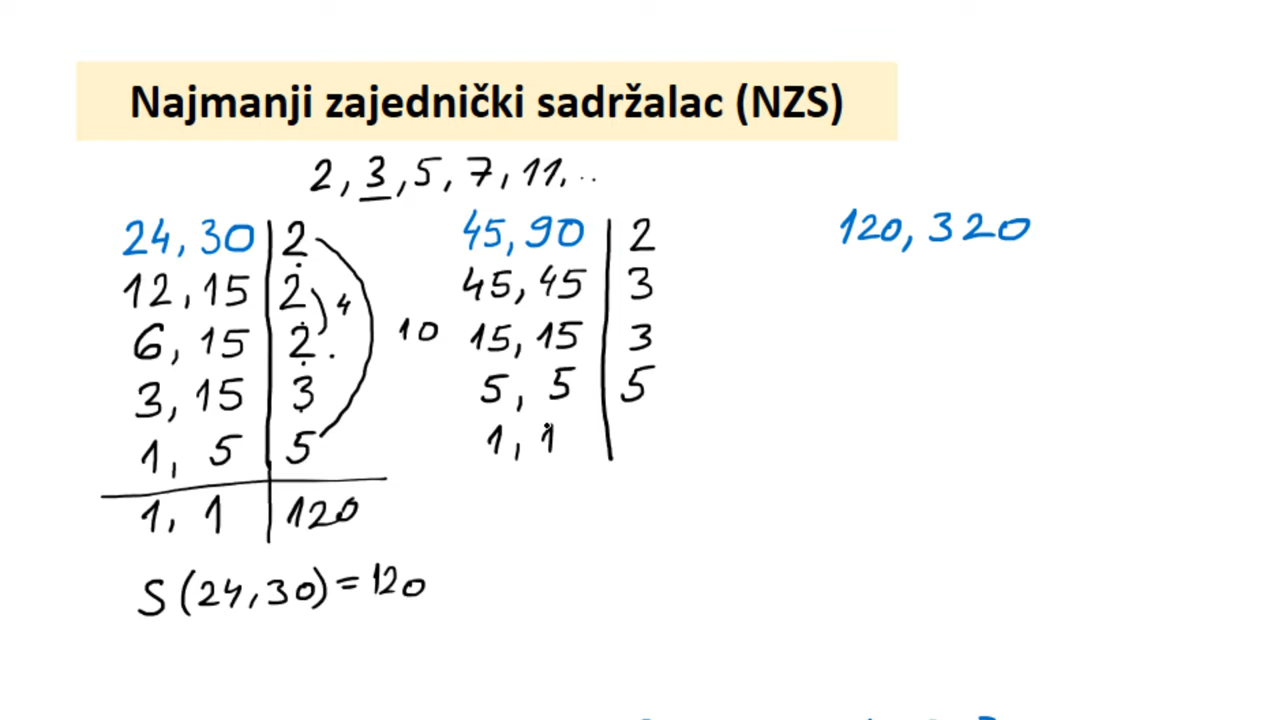 Najmanji zajednički sadržalac (NZS)
2, 3, 5, 7, 11, ..
24, 30 | 2
12, 15 | 2
6, 15 | 2
3, 15 | 3
1, 5 | 5
1, 1 | 120
4
10
S (24, 30) = 120
45, 90 | 2
45, 45 | 3
15, 15 | 3
5, 5 | 5
1, 1
120, 320